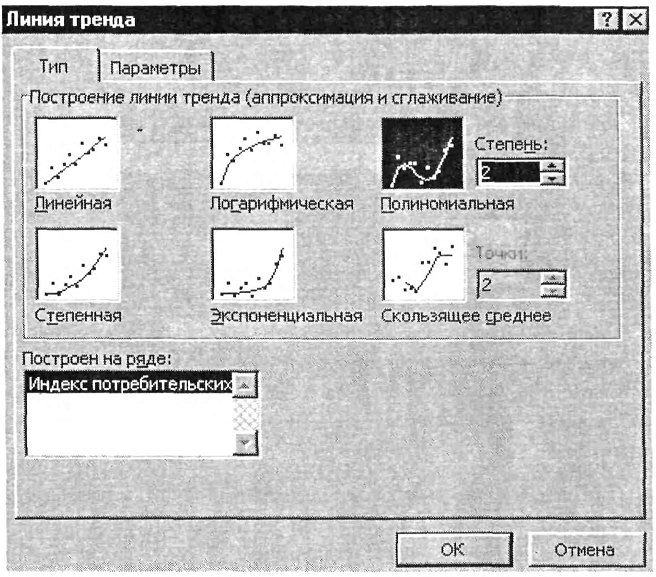 Линия тренда
Тип Параметры
Построение линии тренда (аппроксимация и сглаживание)
Степень:
2
Линейная Логарифмическая Полиномиальная
Точки:
2
Степенная Экспоненциальная Скользящее среднее
Построен на ряде:
Индекс потребительских
ОК Отмена